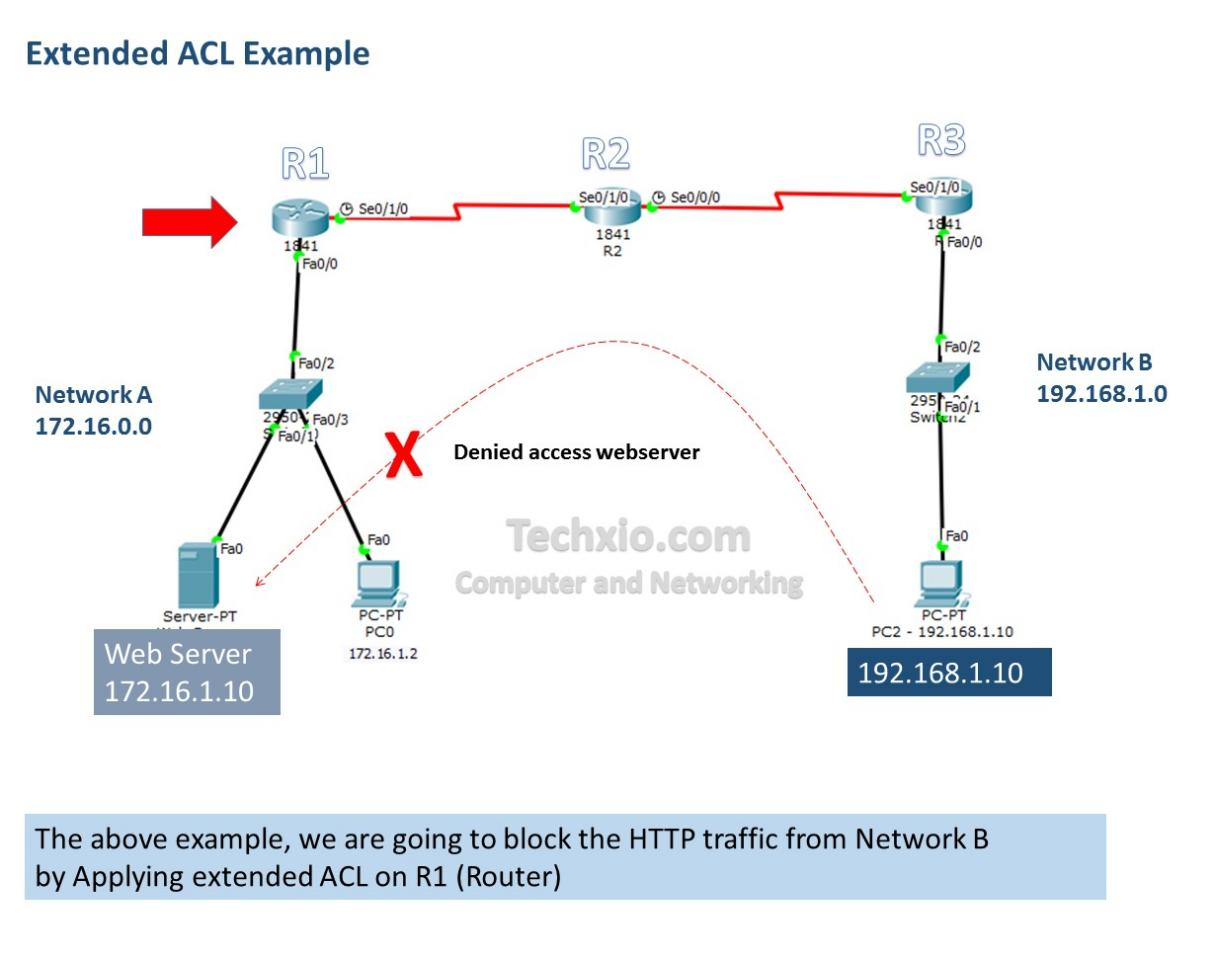 Extended ACL Example
R1
R2
R3
Se0/1/0
Se0/1/0
Se0/0/0
Se0/1/0
1841
1841
R2
1841
Fa0/0
Fa0/0
Fa0/2
Fa0/2
Network A
172.16.0.0
Network B
192.168.1.0
Fa0/3
Fa0/1
Fa0/1
Switch2
X
Denied access webserver
Techxio.com
Computer and Networking
Fa0
Fa0
Fa0
Server-PT
PC-PT
PC0
172.16.1.2
PC-PT
PC2 - 192.168.1.10
Web Server
172.16.1.10
192.168.1.10
The above example, we are going to block the HTTP traffic from Network B
by Applying extended ACL on R1 (Router)